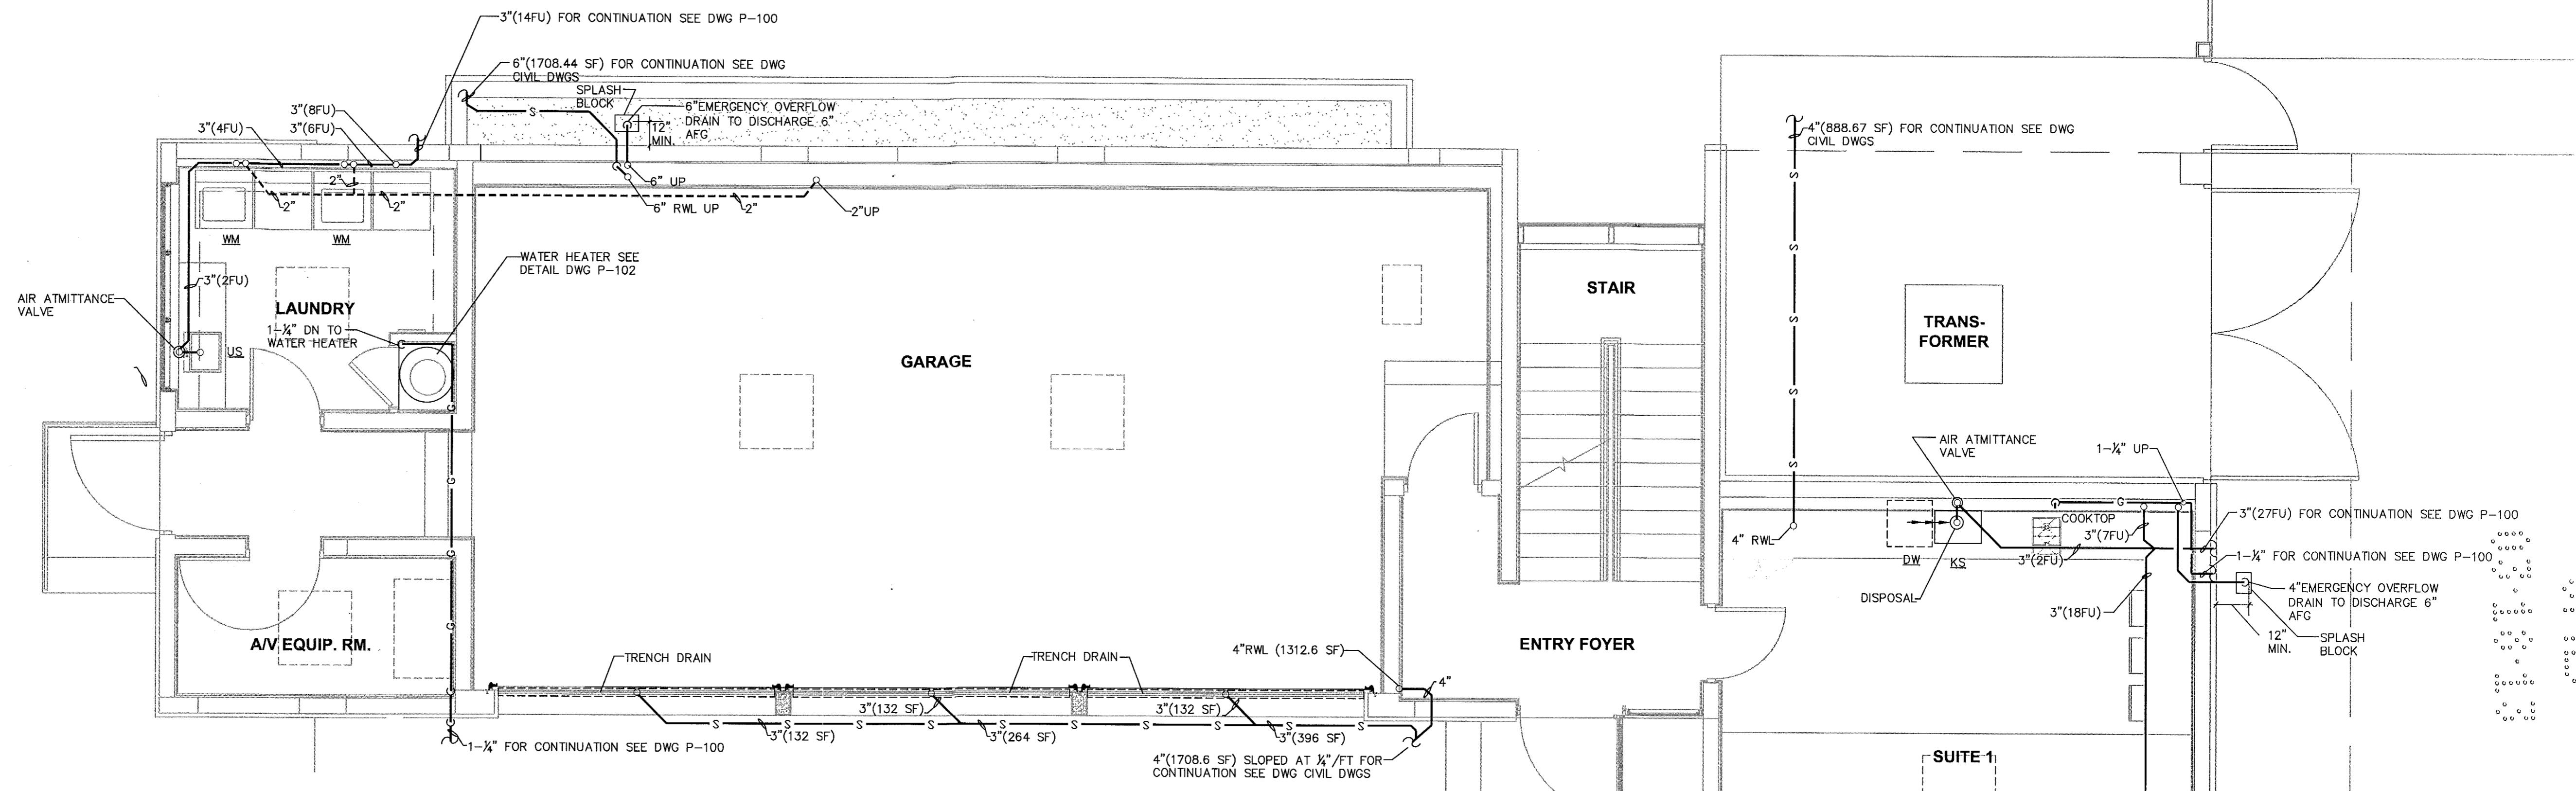 3"(14FU) FOR CONTINUATION SEE DWG P-100
6"(1708.44 SF) FOR CONTINUATION SEE DWG
CIVIL DWGS
SPLASH
BLOCK
6"EMERGENCY OVERFLOW
DRAIN TO DISCHARGE 6"
AFG
12"
MIN.
3"(8FU)
3"(4FU)
3"(6FU)
4"(888.67 SF) FOR CONTINUATION SEE DWG
CIVIL DWGS
S
2"
2"
2"
6" UP
6" RWL UP
2"
2"UP
WM
WM
WATER HEATER SEE
DETAIL DWG P-102
3"(2FU)
AIR ATMITTANCE
VALVE
LAUNDRY
1-¼" DN TO
WATER HEATER
US
GARAGE
STAIR
TRANS-
FORMER
S
S
S
S
S
G
G
G
G
AIR ATMITTANCE
VALVE
1-¼" UP
G
COOKTOP
3"(7FU)
3"(27FU) FOR CONTINUATION SEE DWG P-100
4" RWL
DW
KS
3"(2FU)
1-¼" FOR CONTINUATION SEE DWG P-100
DISPOSAL
3"(18FU)
4"EMERGENCY OVERFLOW
DRAIN TO DISCHARGE 6"
AFG
12"
MIN.
SPLASH
BLOCK
A/V EQUIP. RM.
TRENCH DRAIN
TRENCH DRAIN
4"RWL (1312.6 SF)
ENTRY FOYER
4"
3"(132 SF)
3"(132 SF)
S S S S S S S S S S
3"(132 SF)
3"(264 SF)
3"(396 SF)
1-¼" FOR CONTINUATION SEE DWG P-100
4"(1708.6 SF) SLOPED AT ¼"/FT FOR
CONTINUATION SEE DWG CIVIL DWGS
SUITE 1